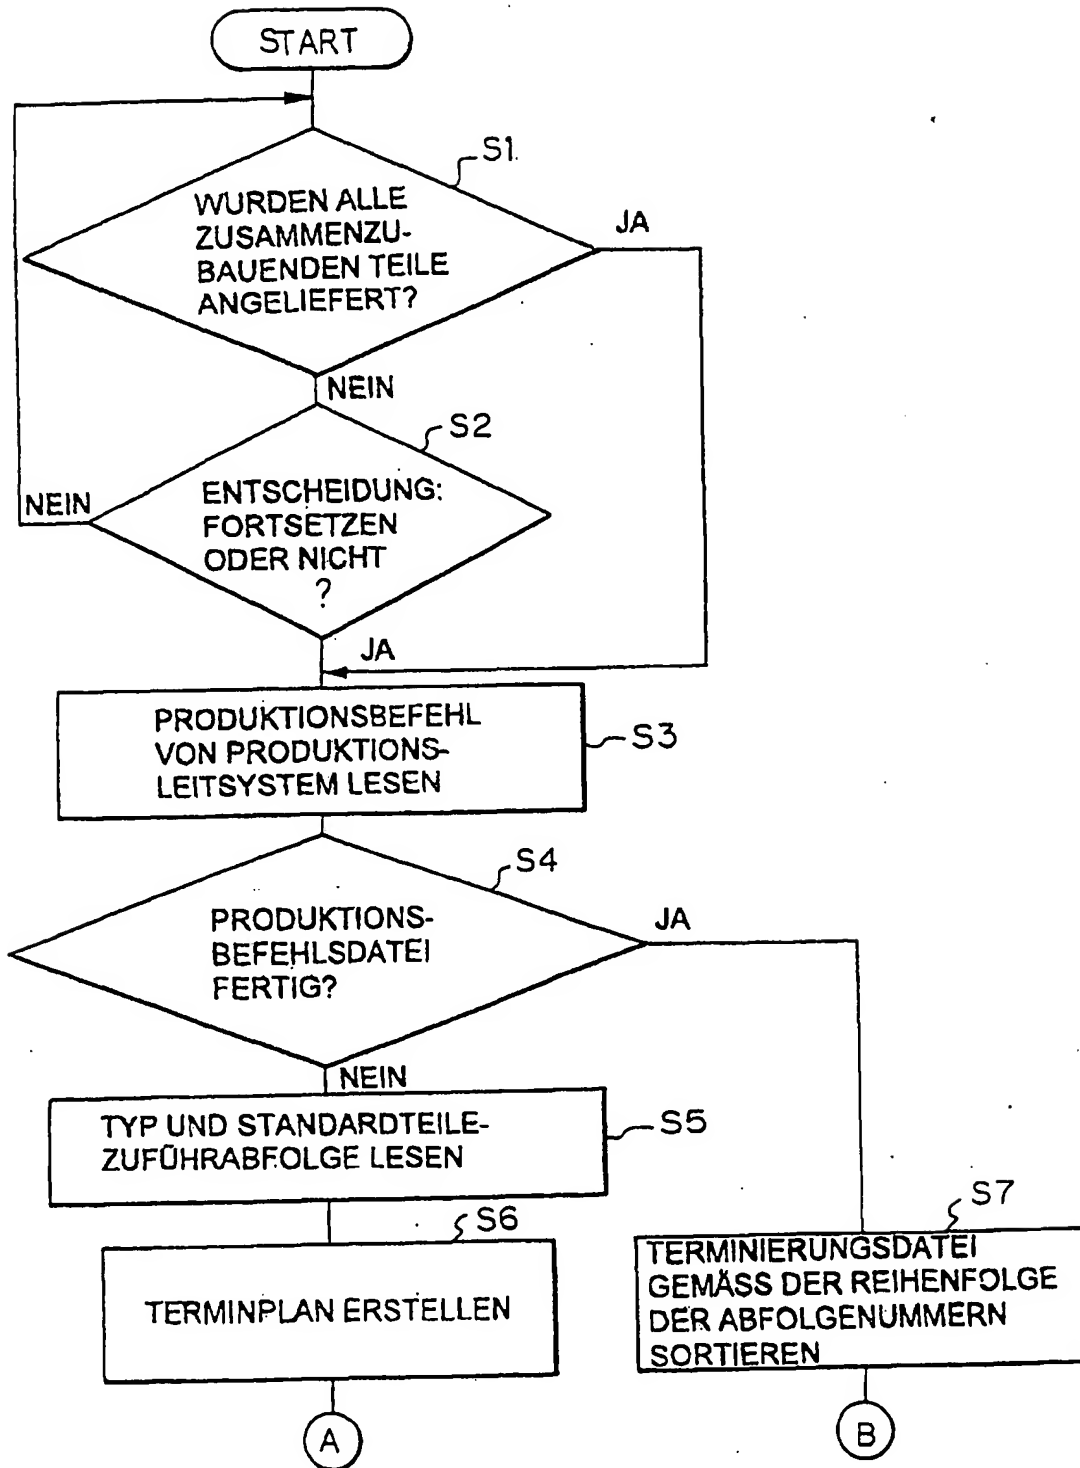 START
S1
WURDEN ALLE
ZUSAMMENZU-
BAUENDEN TEILE
ANGELIEFERT?
JA
NEIN
S2
NEIN
ENTSCHEIDUNG:
FORTSETZEN
ODER NICHT
?
JA
PRODUKTIONSBEFEHL
VON PRODUKTIONS-
LEITSYSTEM LESEN
S3
S4
PRODUKTIONS-
BEFEHLSDATEI
FERTIG?
JA
NEIN
TYP UND STANDARDTEILE-
ZUFÜHRABFOLGE LESEN
S5
S6
TERMINPLAN ERSTELLEN
S7
TERMINIERUNGSDATEI
GEMÄSS DER REIHENFOLGE
DER ABFOLGENUMMERN
SORTIEREN
A
B